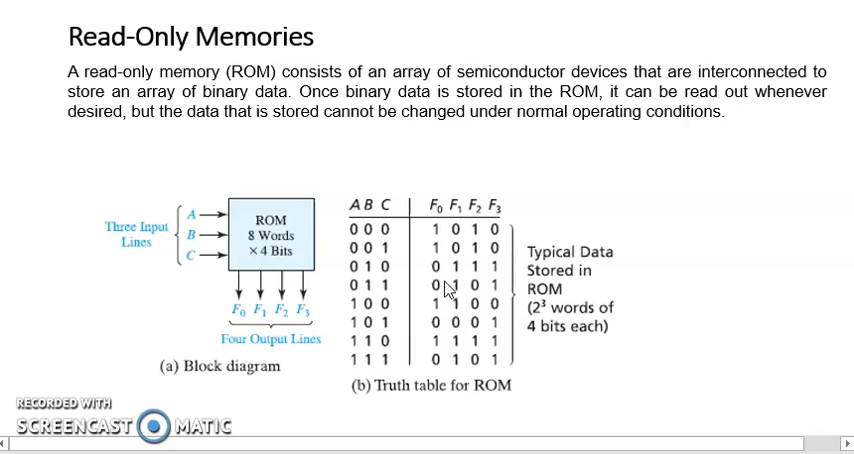 Read-Only Memories
A read-only memory (ROM) consists of an array of semiconductor devices that are interconnected to
store an array of binary data. Once binary data is stored in the ROM, it can be read out whenever
desired, but the data that is stored cannot be changed under normal operating conditions.
Three Input
Lines
A
B
C
ROM
8 Words
× 4 Bits
F₀ F₁ F₂ F₃
Four Output Lines
(a) Block diagram
A B C F₀ F₁ F₂ F₃
0 0 0 1 0 1 0
0 0 1 1 0 1 0
0 1 0 0 1 1 1
0 1 1 0 1 0 1
1 0 0 1 1 0 0
1 0 1 0 0 0 1
1 1 0 1 1 1 1
1 1 1 0 1 0 1
Typical Data
Stored in
ROM
(2³ words of
4 bits each)
(b) Truth table for ROM
RECORDED WITH
SCREENCAST MATIC